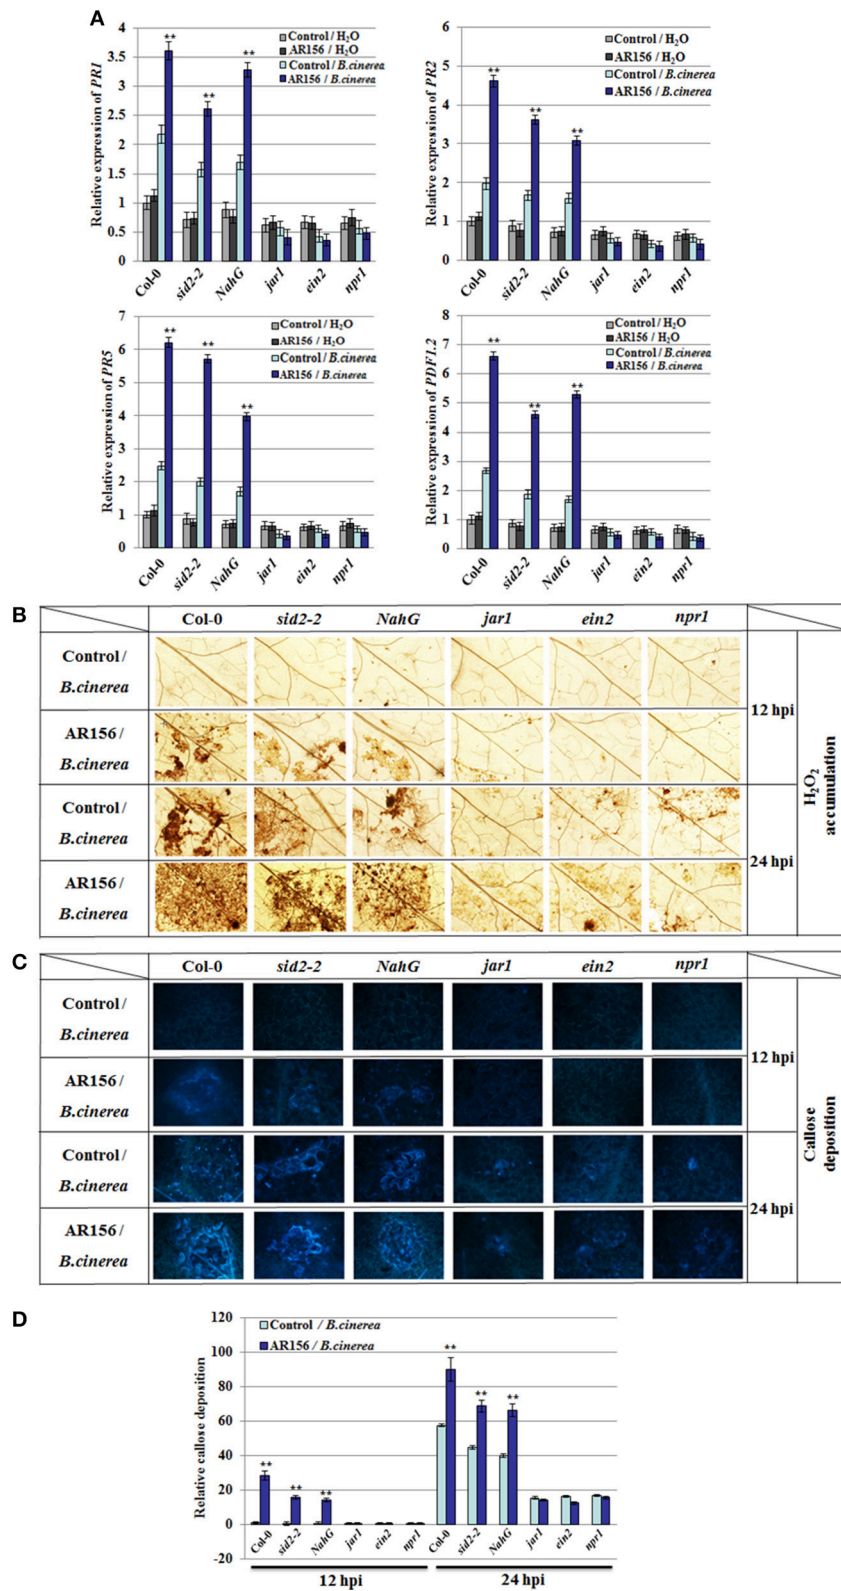 A
Relative expression of PR1
4
3.5
3
2.5
2
1.5
1
0.5
0
Control / H2O
AR156 / H2O
Control / B.cinerea
AR156 / B.cinerea
**
**
**
Col-0
sid2-2
NahG
jar1
ein2
npr1
Relative expression of PR2
6
5
4
3
2
1
0
Control / H2O
AR156 / H2O
Control / B.cinerea
AR156 / B.cinerea
**
**
**
Col-0
sid2-2
NahG
jar1
ein2
npr1
Relative expression of PR5
7
6
5
4
3
2
1
0
Control / H2O
AR156 / H2O
Control / B.cinerea
AR156 / B.cinerea
**
**
**
Col-0
sid2-2
NahG
jar1
ein2
npr1
Relative expression of PDF1.2
8
7
6
5
4
3
2
1
0
Control / H2O
AR156 / H2O
Control / B.cinerea
AR156 / B.cinerea
**
**
**
Col-0
sid2-2
NahG
jar1
ein2
npr1
B
Col-0 sid2-2 NahG jar1 ein2 npr1
Control /
B.cinerea
12 hpi
AR156 /
B.cinerea
H2O2
accumulation
Control /
B.cinerea
24 hpi
AR156 /
B.cinerea
C
Col-0 sid2-2 NahG jar1 ein2 npr1
Control /
B.cinerea
12 hpi
AR156 /
B.cinerea
Callose
deposition
Control /
B.cinerea
24 hpi
AR156 /
B.cinerea
D
Relative callose deposition
120
100
80
60
40
20
0
-20
Control / B.cinerea
AR156 / B.cinerea
**
**
**
**
**
**
Col-0
sid2-2
NahG
jar1
ein2
npr1
Col-0
sid2-2
NahG
jar1
ein2
npr1
12 hpi
24 hpi